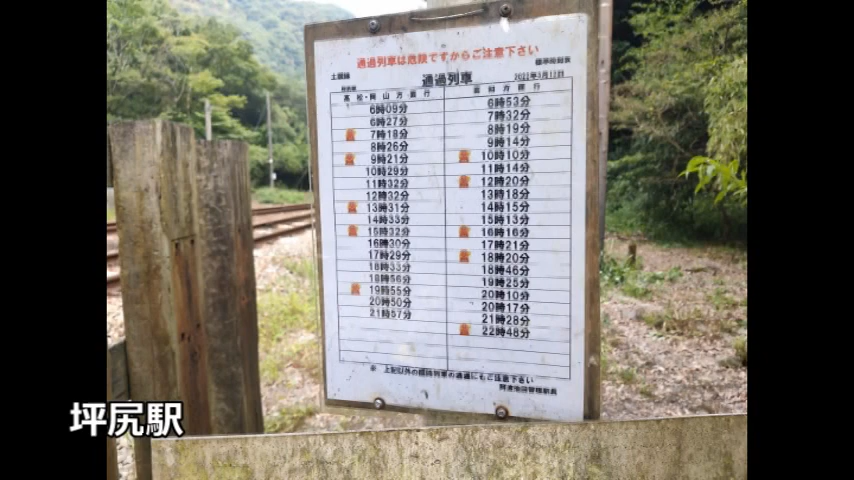 通過列車は危険ですからご注意下さい
土讃線
通過列車
2022年3月12日
高松・岡山方面行
高知方面行
6時09分
6時27分
7時18分
8時26分
9時21分
10時29分
11時32分
12時32分
13時31分
14時33分
15時32分
16時30分
17時29分
18時33分
18時56分
19時55分
20時50分
21時57分
6時53分
7時32分
8時19分
9時14分
10時10分
11時14分
12時20分
13時18分
14時15分
15時13分
16時16分
17時21分
18時20分
18時46分
19時25分
20時10分
20時17分
21時28分
22時48分
※ 上記以外の臨時列車の通過にもご注意下さい
坪尻駅